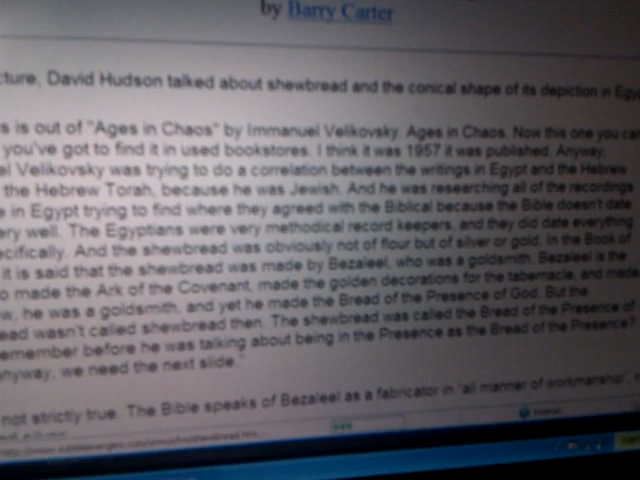 by Barry Carter
cture, David Hudson talked about shewbread and the conical shape of its depiction in Egyp
s is out of "Ages in Chaos" by Immanuel Velikovsky. Ages in Chaos. Now this one you can
you've got to find it in used bookstores. I think it was 1957 it was published. Anyway,
el Velikovsky was trying to do a correlation between the writings in Egypt and the Hebrew
the Hebrew Torah, because he was Jewish. And he was researching all of the recordings
e in Egypt trying to find where they agreed with the Biblical because the Bible doesn't date
ery well. The Egyptians were very methodical record keepers, and they did date everything
ecifically. And the shewbread was obviously not of flour but of silver or gold. In the Book of
it is said that the shewbread was made by Bezaleel, who was a goldsmith. Bezaleel is the
o made the Ark of the Covenant, made the golden decorations for the tabernacle, and made
w, he was a goldsmith, and yet he made the Bread of the Presence of God. But the
ead wasn't called shewbread then. The shewbread was called the Bread of the Presence of
emember before he was talking about being in the Presence as the Bread of the Presence?
nyway, we need the next slide."
not strictly true. The Bible speaks of Bezaleel as a fabricator in "all manner of workmanship",
Internet